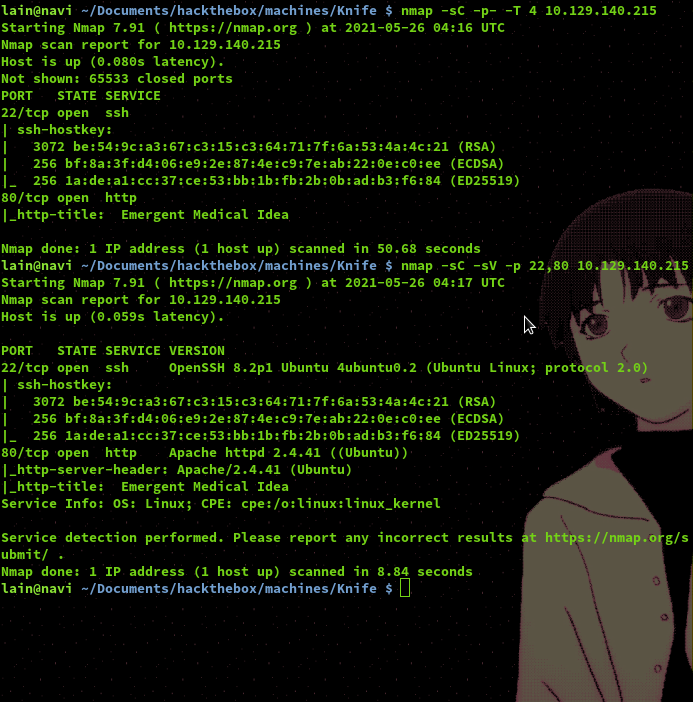 lain@navi ~/Documents/hackthebox/machines/Knife $ nmap -sC -p- -T 4 10.129.140.215
Starting Nmap 7.91 ( https://nmap.org ) at 2021-05-26 04:16 UTC
Nmap scan report for 10.129.140.215
Host is up (0.080s latency).
Not shown: 65533 closed ports
PORT   STATE SERVICE
22/tcp open  ssh
| ssh-hostkey:
|   3072 be:54:9c:a3:67:c3:15:c3:64:71:7f:6a:53:4a:4c:21 (RSA)
|   256 bf:8a:3f:d4:06:e9:2e:87:4e:c9:7e:ab:22:0e:c0:ee (ECDSA)
|_  256 1a:de:a1:cc:37:ce:53:bb:1b:fb:2b:0b:ad:b3:f6:84 (ED25519)
80/tcp open  http
|_http-title:  Emergent Medical Idea

Nmap done: 1 IP address (1 host up) scanned in 50.68 seconds
lain@navi ~/Documents/hackthebox/machines/Knife $ nmap -sC -sV -p 22,80 10.129.140.215
Starting Nmap 7.91 ( https://nmap.org ) at 2021-05-26 04:17 UTC
Nmap scan report for 10.129.140.215
Host is up (0.059s latency).

PORT   STATE SERVICE VERSION
22/tcp open  ssh     OpenSSH 8.2p1 Ubuntu 4ubuntu0.2 (Ubuntu Linux; protocol 2.0)
| ssh-hostkey:
|   3072 be:54:9c:a3:67:c3:15:c3:64:71:7f:6a:53:4a:4c:21 (RSA)
|   256 bf:8a:3f:d4:06:e9:2e:87:4e:c9:7e:ab:22:0e:c0:ee (ECDSA)
|_  256 1a:de:a1:cc:37:ce:53:bb:1b:fb:2b:0b:ad:b3:f6:84 (ED25519)
80/tcp open  http    Apache httpd 2.4.41 ((Ubuntu))
|_http-server-header: Apache/2.4.41 (Ubuntu)
|_http-title:  Emergent Medical Idea
Service Info: OS: Linux; CPE: cpe:/o:linux:linux_kernel

Service detection performed. Please report any incorrect results at https://nmap.org/s
ubmit/ .
Nmap done: 1 IP address (1 host up) scanned in 8.84 seconds
lain@navi ~/Documents/hackthebox/machines/Knife $